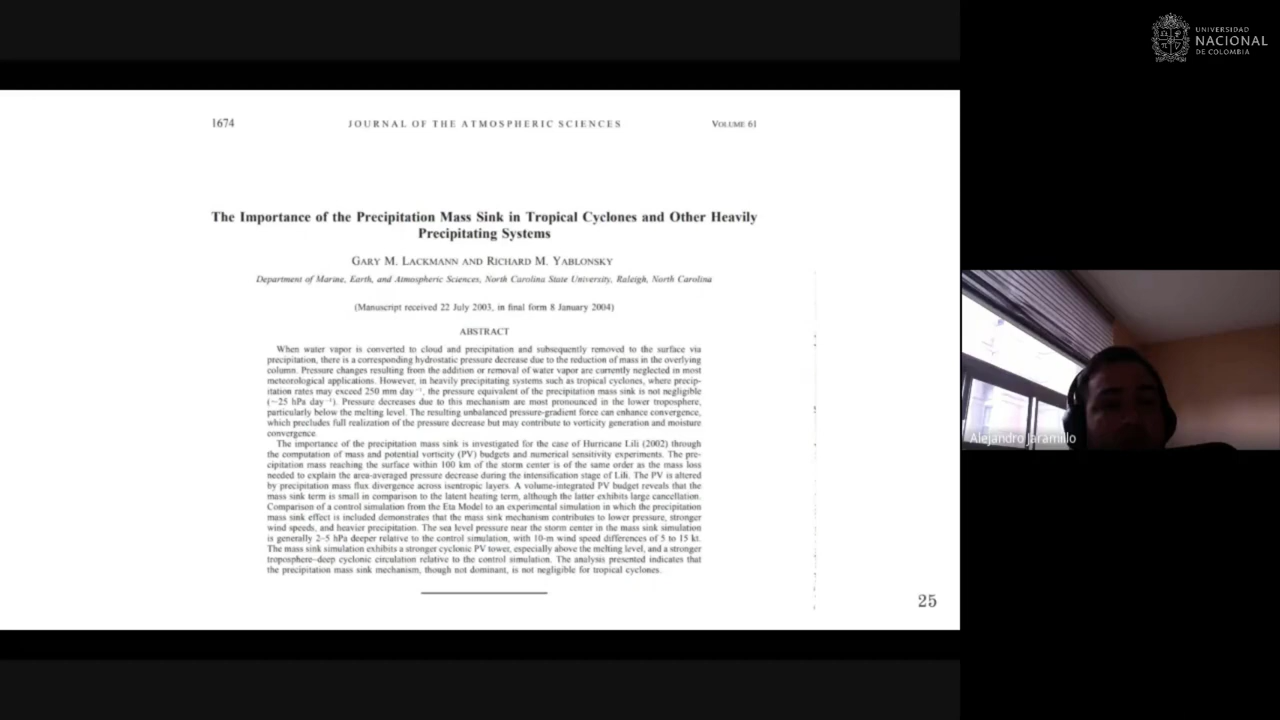 UNIVERSIDAD
NACIONAL
DE COLOMBIA
1674
JOURNAL OF THE ATMOSPHERIC SCIENCES
VOLUME 61
The Importance of the Precipitation Mass Sink in Tropical Cyclones and Other Heavily
Precipitating Systems
GARY M. LACKMANN AND RICHARD M. YABLONSKY
Department of Marine, Earth, and Atmospheric Sciences, North Carolina State University, Raleigh, North Carolina
(Manuscript received 22 July 2003, in final form 8 January 2004)
ABSTRACT
When water vapor is converted to cloud and precipitation and subsequently removed to the surface via
precipitation, there is a corresponding hydrostatic pressure decrease due to the reduction of mass in the overlying
column. Pressure changes resulting from the addition or removal of water vapor are currently neglected in most
meteorological applications. However, in heavily precipitating systems such as tropical cyclones, where precip-
itation rates may exceed 250 mm day⁻¹, the pressure equivalent of the precipitation mass sink is not negligible
(~25 hPa day⁻¹). Pressure decreases due to this mechanism are most pronounced in the lower troposphere,
particularly below the melting level. The resulting unbalanced pressure-gradient force can enhance convergence,
which precludes full realization of the pressure decrease but may contribute to vorticity generation and moisture
convergence.
The importance of the precipitation mass sink is investigated for the case of Hurricane Lili (2002) through
the computation of mass and potential vorticity (PV) budgets and numerical sensitivity experiments. The pre-
cipitation mass reaching the surface within 100 km of the storm center is of the same order as the mass loss
needed to explain the area-averaged pressure decrease during the intensification stage of Lili. The PV is altered
by precipitation mass flux divergence across isentropic layers. A volume-integrated PV budget reveals that the
mass sink term is small in comparison to the latent heating term, although the latter exhibits large cancellation.
Comparison of a control simulation from the Eta Model to an experimental simulation in which the precipitation
mass sink effect is included demonstrates that the mass sink mechanism contributes to lower pressure, stronger
wind speeds, and heavier precipitation. The sea level pressure near the storm center in the mass sink simulation
is generally 2–5 hPa deeper relative to the control simulation, with 10-m wind speed differences of 5 to 15 kt.
The mass sink simulation exhibits a stronger cyclonic PV tower, especially above the melting level, and a stronger
troposphere-deep cyclonic circulation relative to the control simulation. The analysis presented indicates that
the precipitation mass sink mechanism, though not dominant, is not negligible for tropical cyclones.
25
Alejandro Jaramillo